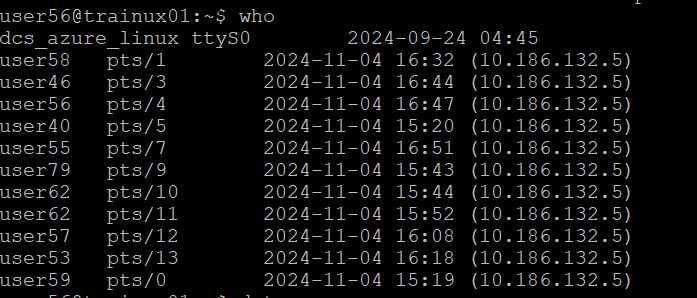 user56@trainux01:~$ who
dcs_azure_linux ttyS0        2024-09-24 04:45
user58   pts/1        2024-11-04 16:32 (10.186.132.5)
user46   pts/3        2024-11-04 16:44 (10.186.132.5)
user56   pts/4        2024-11-04 16:47 (10.186.132.5)
user40   pts/5        2024-11-04 15:20 (10.186.132.5)
user55   pts/7        2024-11-04 16:51 (10.186.132.5)
user79   pts/9        2024-11-04 15:43 (10.186.132.5)
user62   pts/10       2024-11-04 15:44 (10.186.132.5)
user62   pts/11       2024-11-04 15:52 (10.186.132.5)
user57   pts/12       2024-11-04 16:08 (10.186.132.5)
user53   pts/13       2024-11-04 16:18 (10.186.132.5)
user59   pts/0        2024-11-04 15:19 (10.186.132.5)